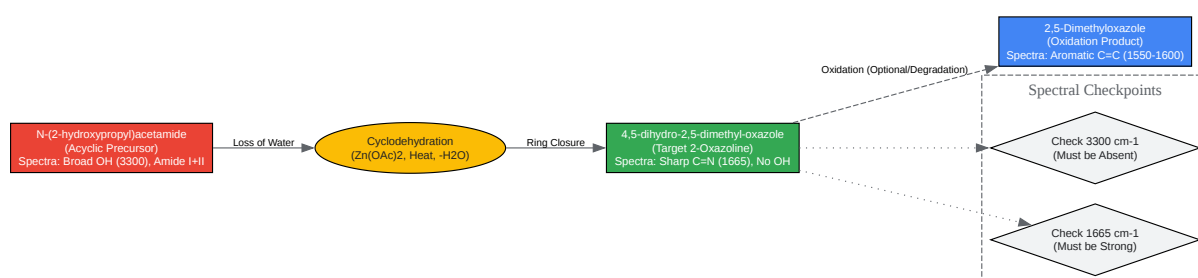 N-(2-hydroxypropyl)acetamide
(Acyclic Precursor)
Spectra: Broad OH (3300), Amide I+II
Loss of Water
Cyclodehydration
(Zn(OAc)2, Heat, -H2O)
Ring Closure
4,5-dihydro-2,5-dimethyl-oxazole
(Target 2-Oxazoline)
Spectra: Sharp C=N (1665), No OH
Oxidation (Optional/Degradation)
2,5-Dimethyloxazole
(Oxidation Product)
Spectra: Aromatic C=C (1550-1600)
Spectral Checkpoints
Check 3300 cm-1
(Must be Absent)
Check 1665 cm-1
(Must be Strong)